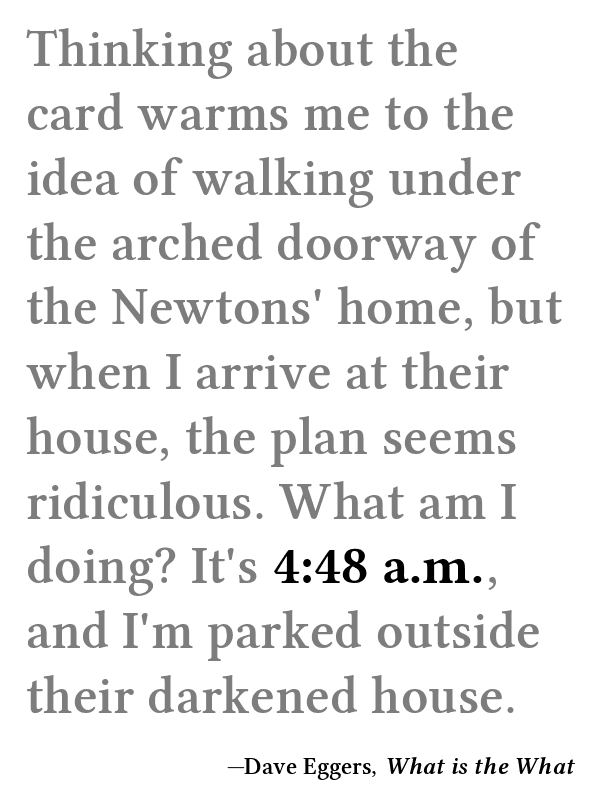 Thinking about the
card warms me to the
idea of walking under
the arched doorway of
the Newtons' home, but
when I arrive at their
house, the plan seems
ridiculous. What am I
doing? It's 4:48 a.m.,
and I'm parked outside
their darkened house.
—Dave Eggers, What is the What